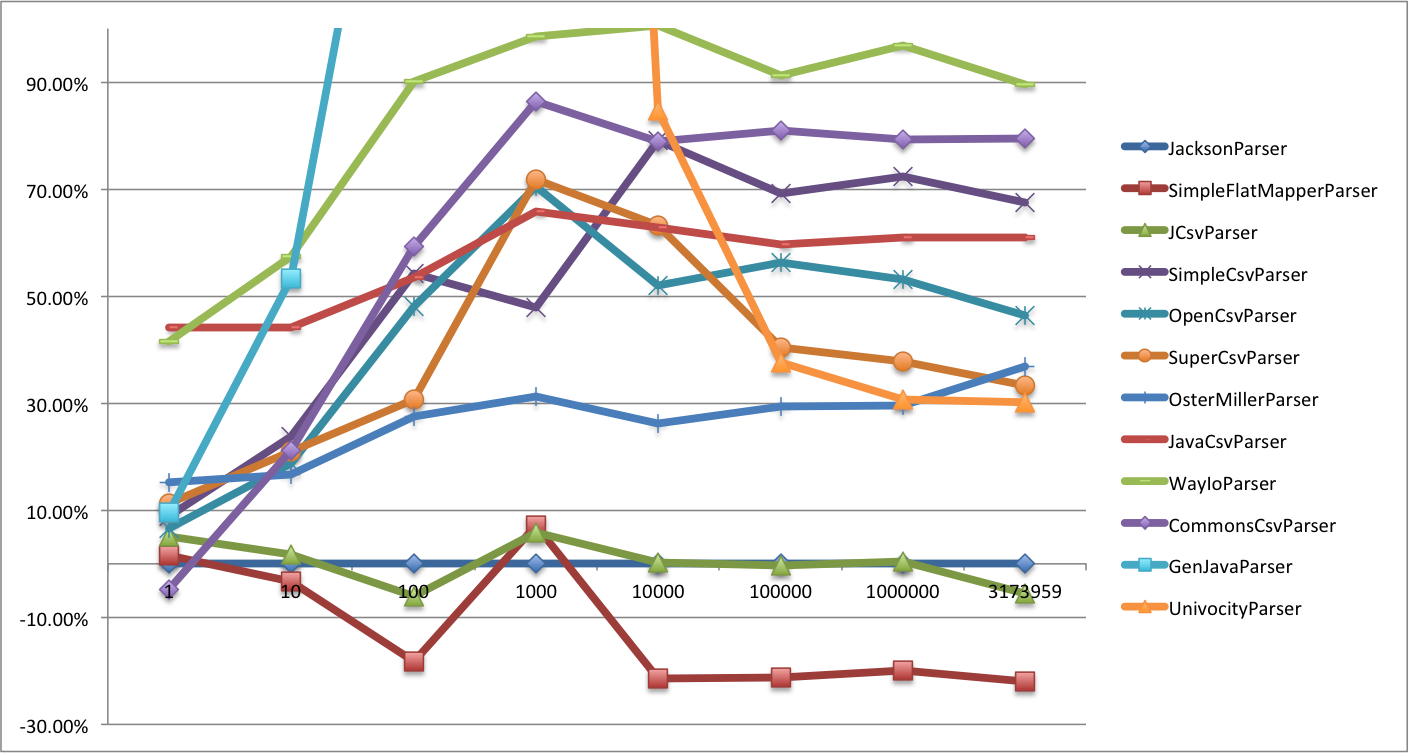 90.00%
70.00%
50.00%
30.00%
10.00%
-10.00%
-30.00%
1 10 100 1000 10000 100000 1000000 3173959
JacksonParser
SimpleFlatMapperParser
JCsvParser
SimpleCsvParser
OpenCsvParser
SuperCsvParser
OsterMillerParser
JavaCsvParser
WayIoParser
CommonsCsvParser
GenJavaParser
UnivocityParser